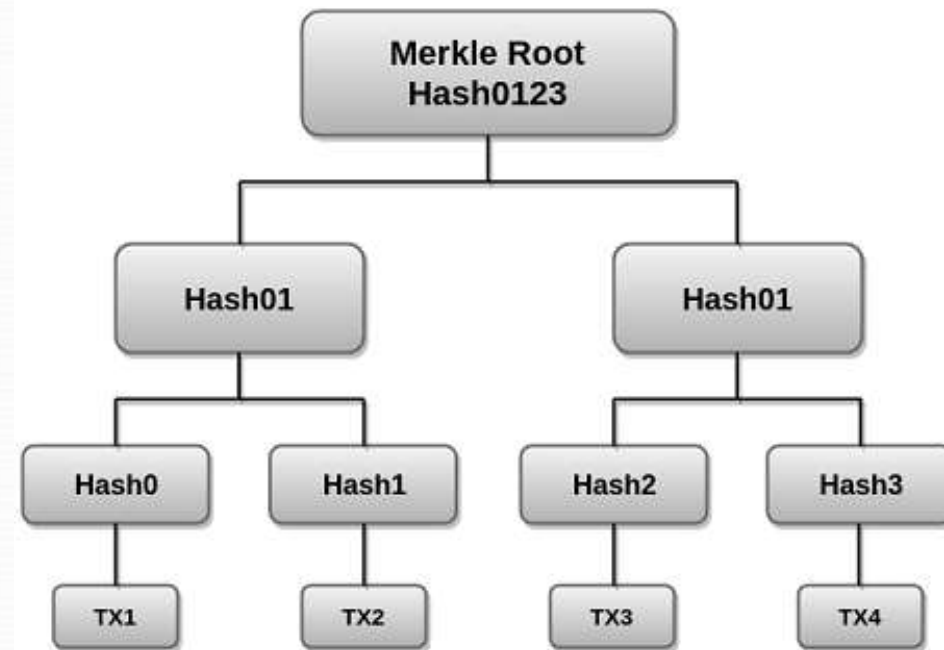 Merkle Root
Hash0123
Hash01
Hash01
Hash0
Hash1
Hash2
Hash3
TX1
TX2
TX3
TX4